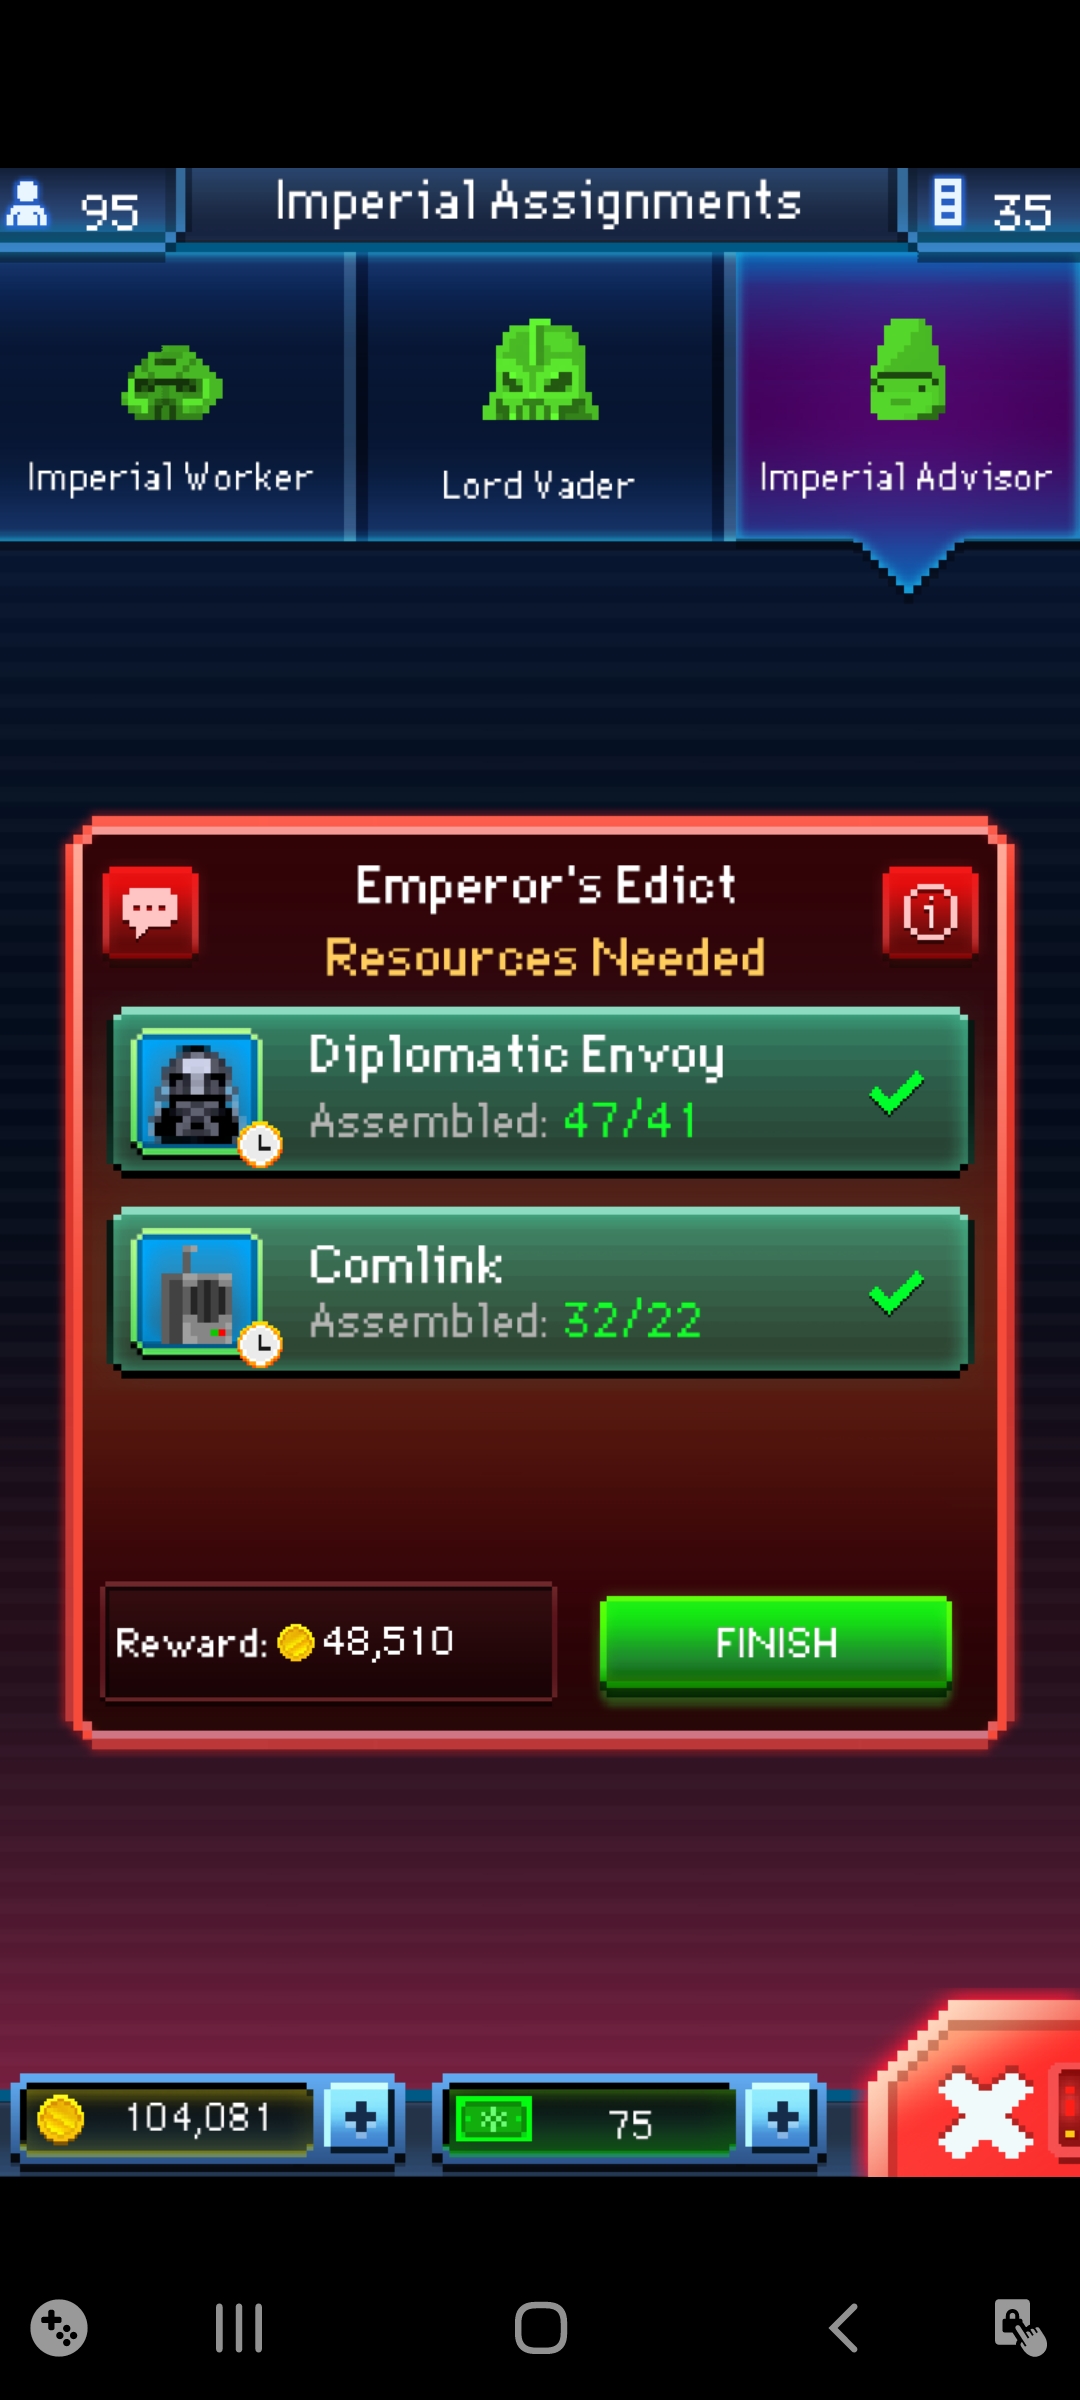 95
Imperial Assignments
35
Imperial Worker
Lord Vader
Imperial Advisor
Emperor's Edict
Resources Needed
Diplomatic Envoy
Assembled: 47/41
Comlink
Assembled: 32/22
Reward: 48,510
FINISH
104,081
75